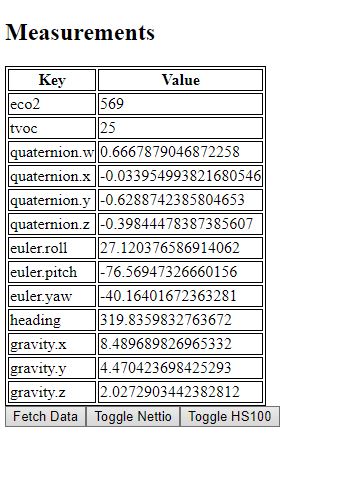 Measurements
Key Value
eco2 569
tvoc 25
quaternion.w 0.6667879046872258
quaternion.x -0.033954993821680546
quaternion.y -0.6288742385804653
quaternion.z -0.39844478387385607
euler.roll 27.120376586914062
euler.pitch -76.56947326660156
euler.yaw -40.16401672363281
heading 319.8359832763672
gravity.x 8.489689826965332
gravity.y 4.470423698425293
gravity.z 2.0272903442382812
Fetch Data Toggle Nettio Toggle HS100